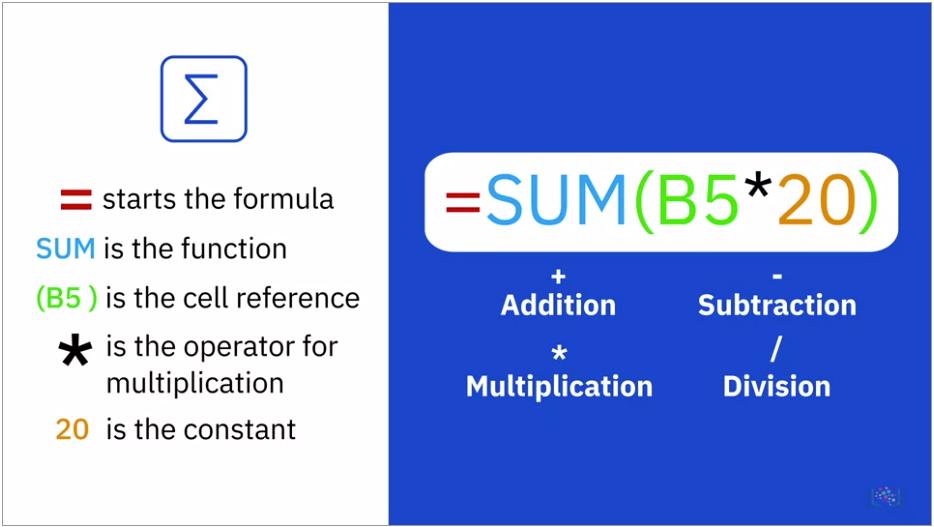 Σ
= starts the formula
SUM is the function
(B5 ) is the cell reference
* is the operator for
multiplication
20 is the constant
=SUM(B5*20)
+
Addition
-
Subtraction
*
Multiplication
/
Division